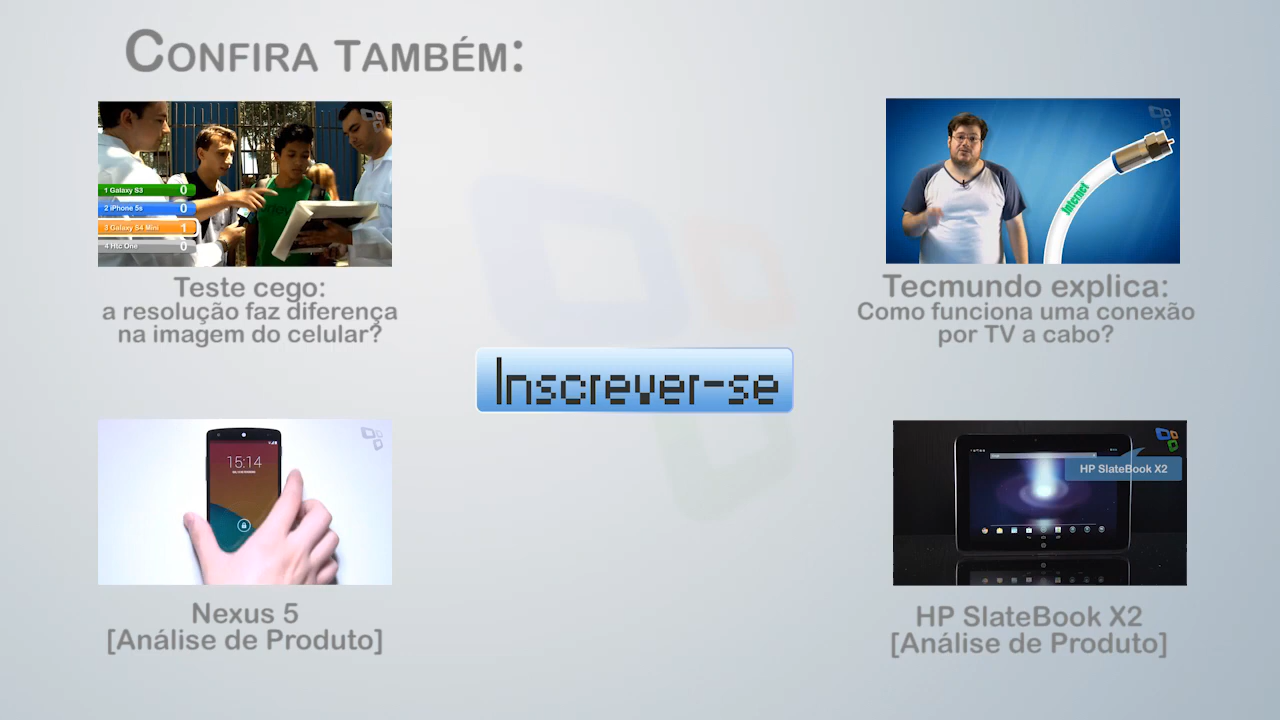 Confira Também:
1 Galaxy S3 0
2 iPhone 5s 0
3 Galaxy S4 Mini 1
4 Htc One 0
Teste cego:
a resolução faz diferença
na imagem do celular?
Internet
Tecmundo explica:
Como funciona uma conexão
por TV a cabo?
Inscrever-se
15:14
Nexus 5
[Análise de Produto]
HP SlateBook X2
HP SlateBook X2
[Análise de Produto]